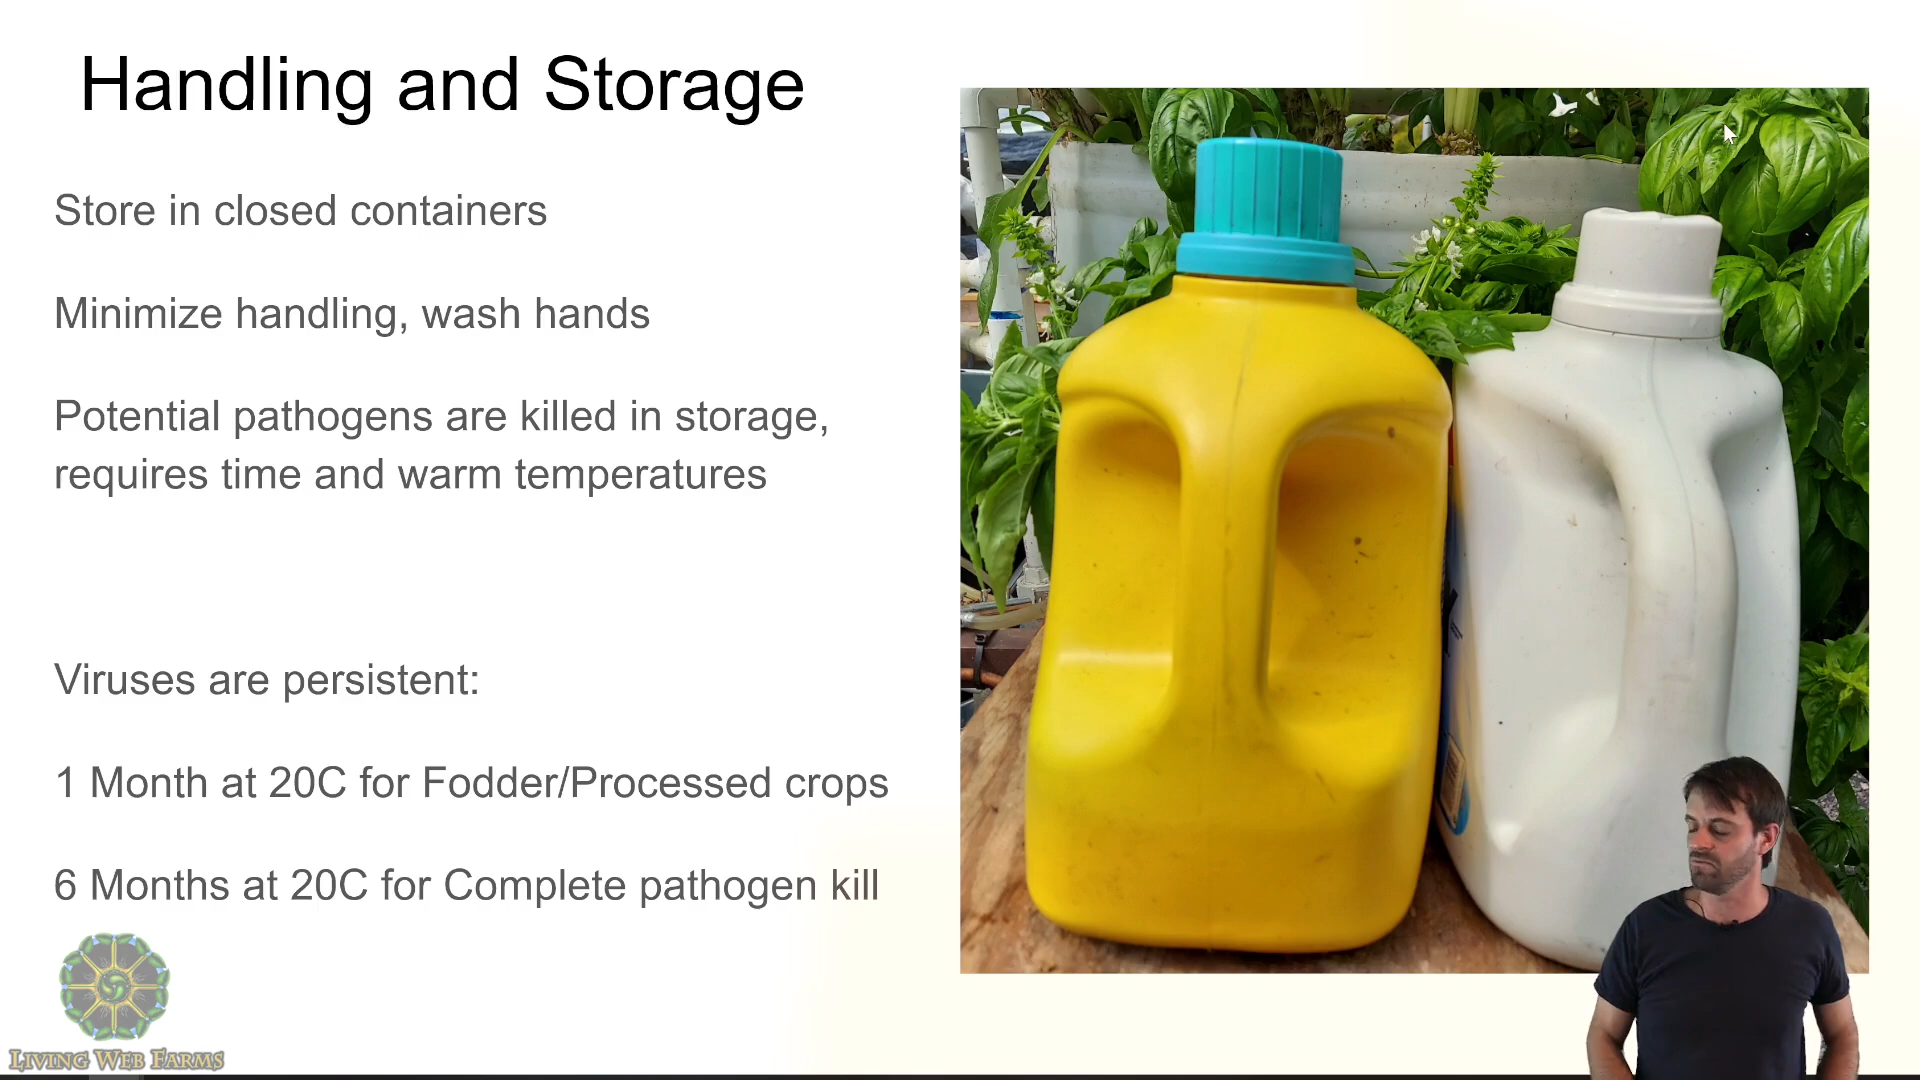 Handling and Storage
Store in closed containers
Minimize handling, wash hands
Potential pathogens are killed in storage,
requires time and warm temperatures
Viruses are persistent:
1 Month at 20C for Fodder/Processed crops
6 Months at 20C for Complete pathogen kill
LIVING WEB FARMS